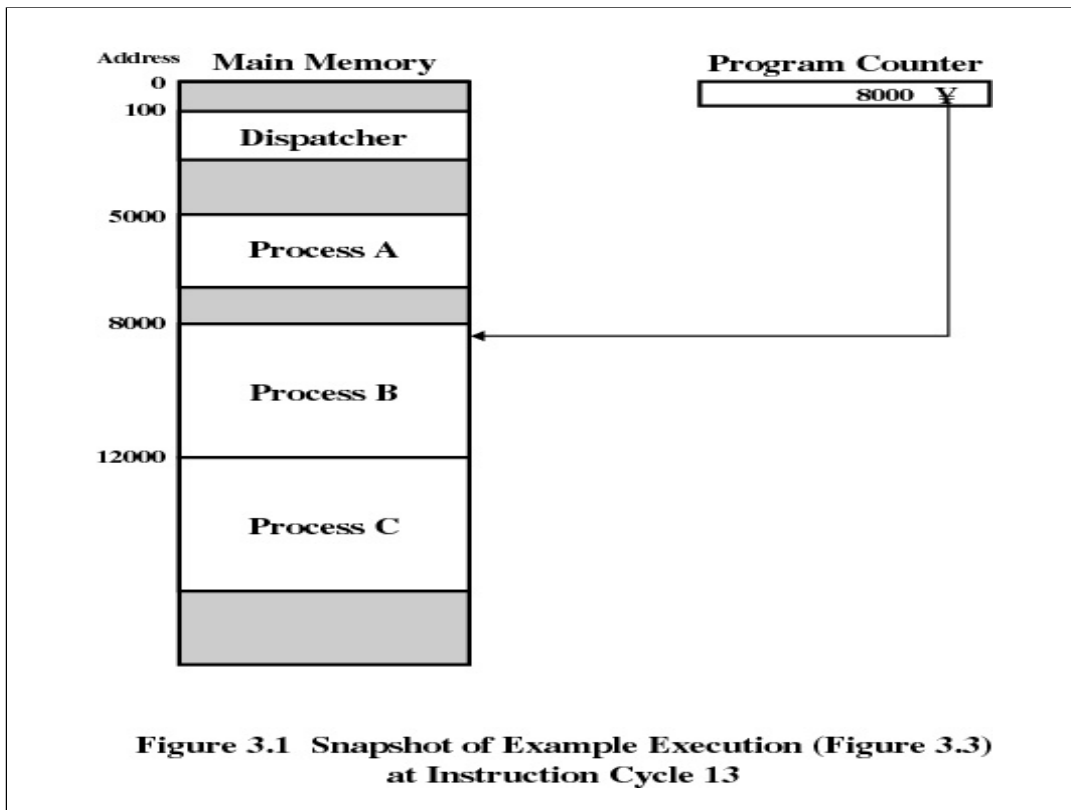 Address Main Memory Program Counter
0
8000 ¥
100
Dispatcher
5000
Process A
8000
Process B
12000
Process C
Figure 3.1 Snapshot of Example Execution (Figure 3.3)
at Instruction Cycle 13